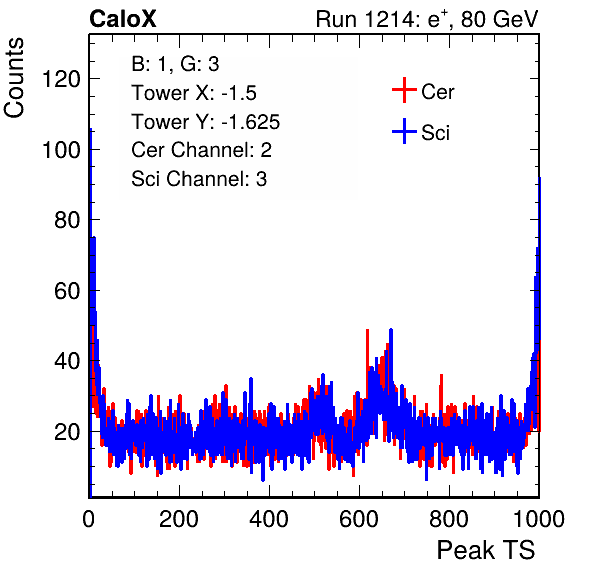 CaloX
Run 1214: e+, 80 GeV
Counts
B: 1, G: 3
Tower X: -1.5
Tower Y: -1.625
Cer Channel: 2
Sci Channel: 3
Cer
Sci
120
100
80
60
40
20
0 200 400 600 800 1000
Peak TS